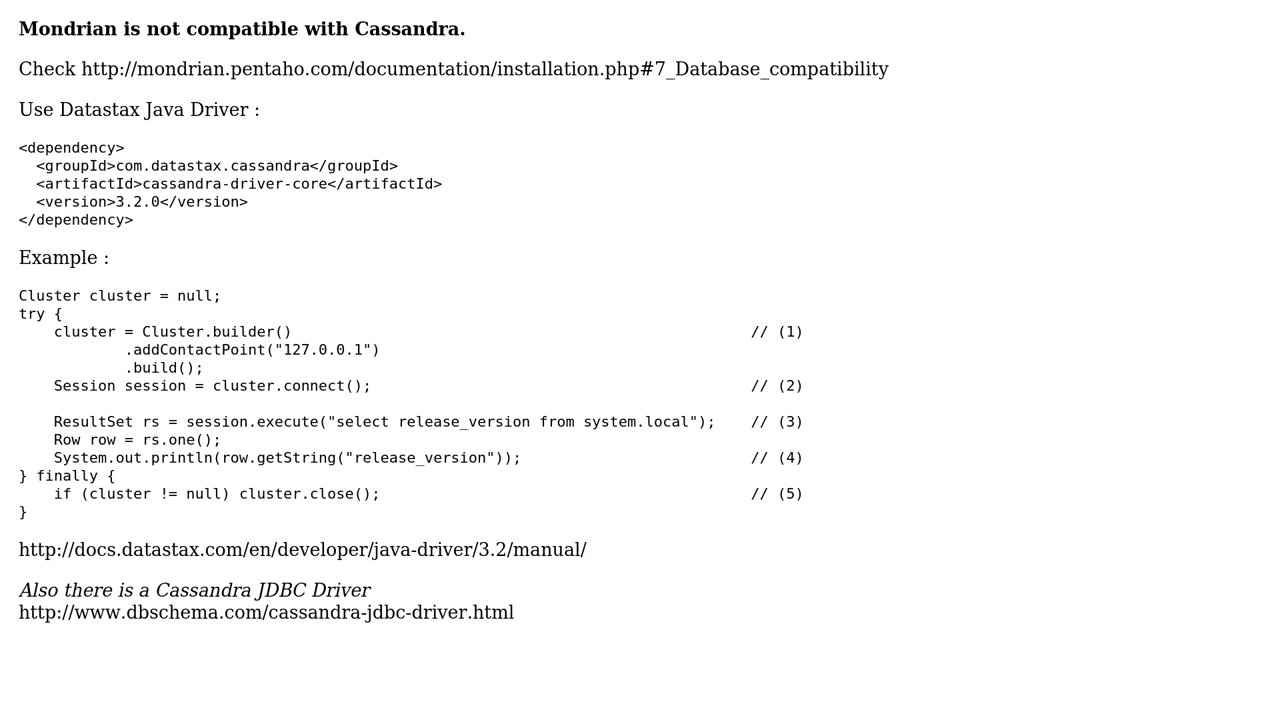 Mondrian is not compatible with Cassandra.
Check http://mondrian.pentaho.com/documentation/installation.php#7_Database_compatibility
Use Datastax Java Driver :
<dependency>
  <groupId>com.datastax.cassandra</groupId>
  <artifactId>cassandra-driver-core</artifactId>
  <version>3.2.0</version>
</dependency>
Example :
Cluster cluster = null;
try {
    cluster = Cluster.builder()                                                    // (1)
            .addContactPoint("127.0.0.1")
            .build();
    Session session = cluster.connect();                                           // (2)
    ResultSet rs = session.execute("select release_version from system.local");    // (3)
    Row row = rs.one();
    System.out.println(row.getString("release_version"));                          // (4)
} finally {
    if (cluster != null) cluster.close();                                          // (5)
}
http://docs.datastax.com/en/developer/java-driver/3.2/manual/
Also there is a Cassandra JDBC Driver
http://www.dbschema.com/cassandra-jdbc-driver.html